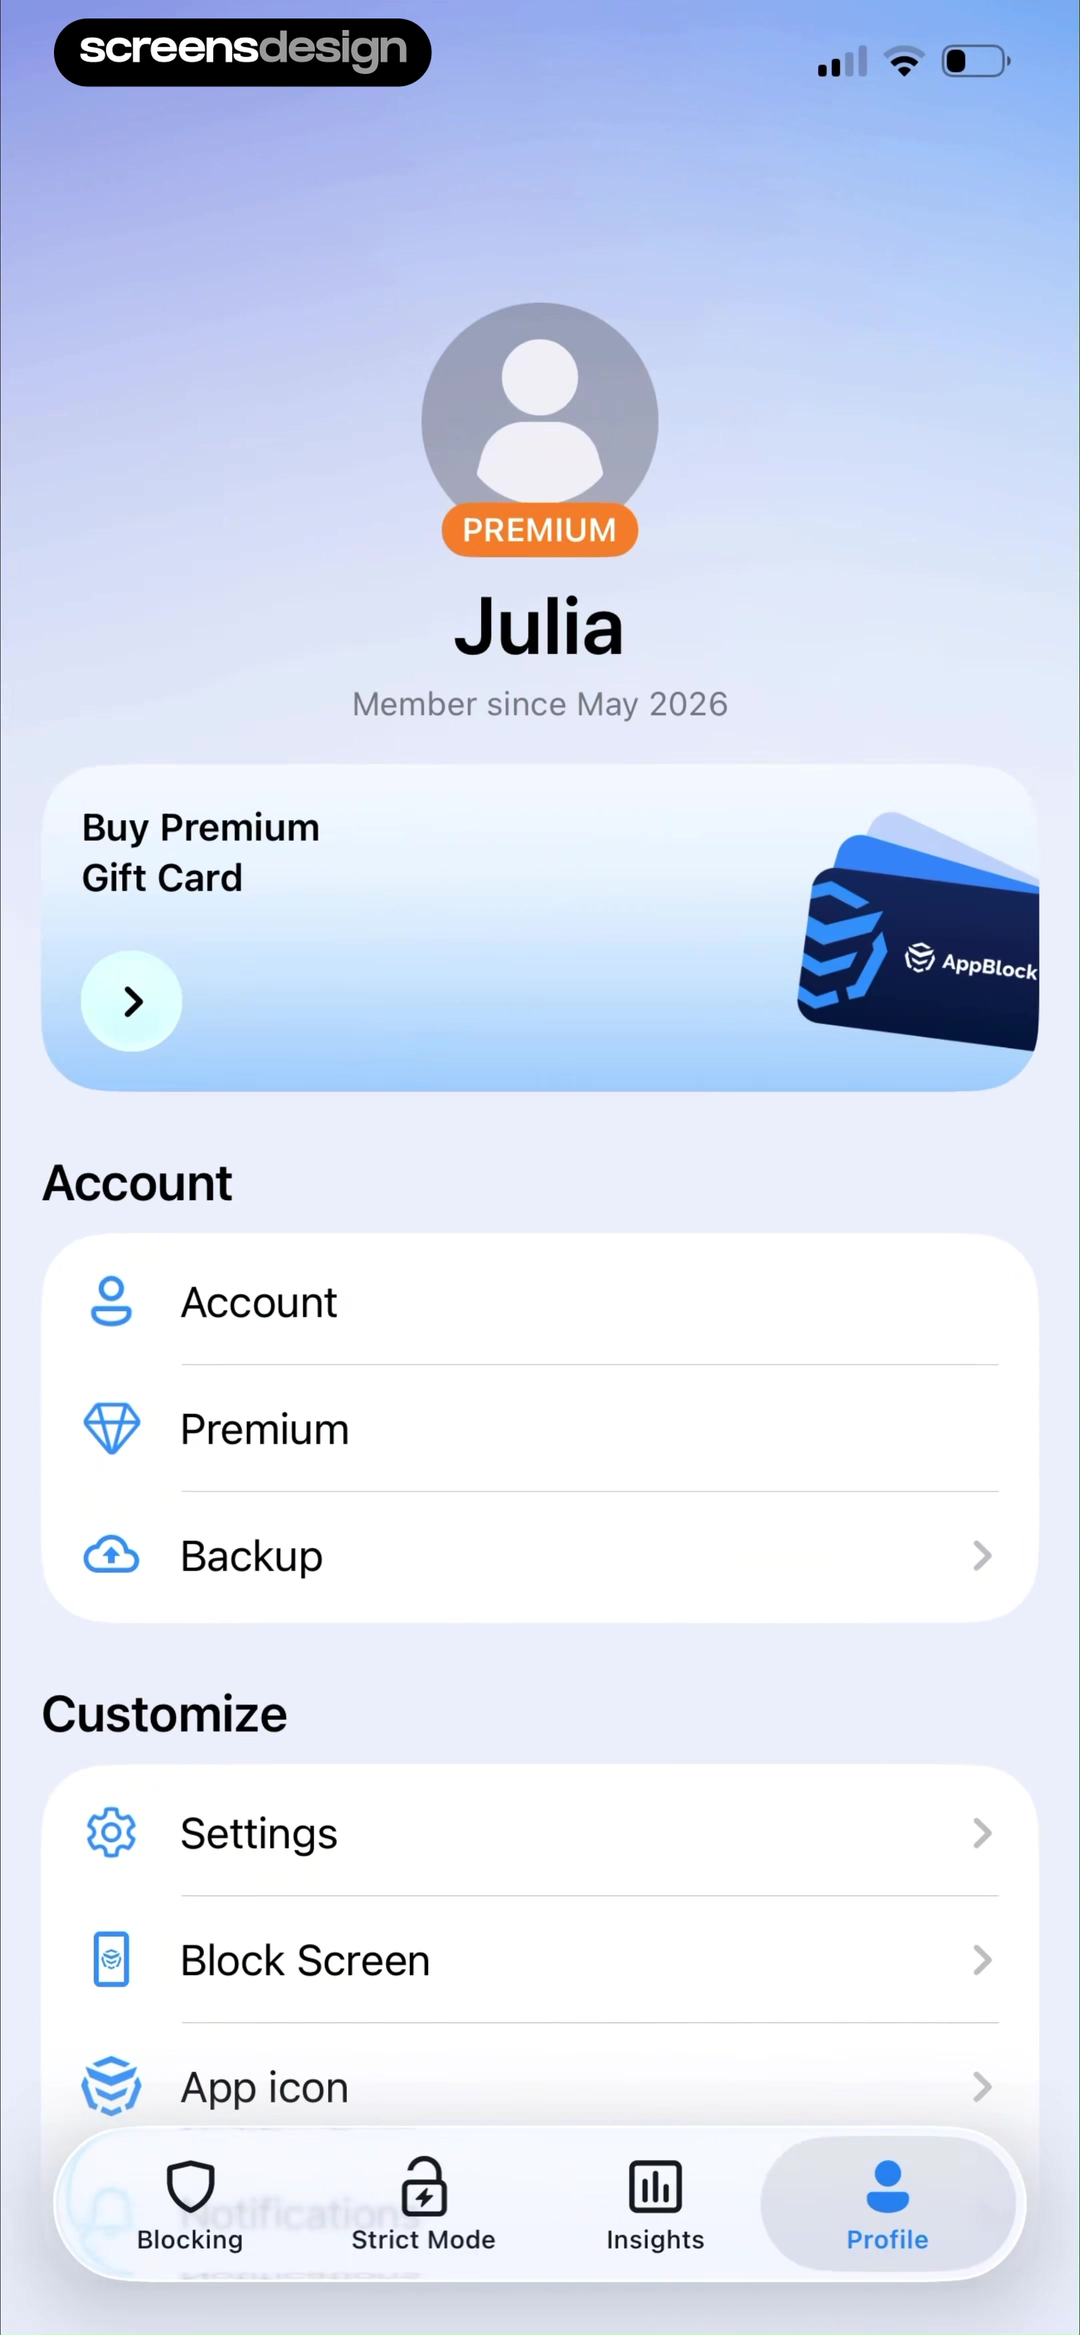 screensdesign
PREMIUM
Julia
Member since May 2026
Buy Premium
Gift Card
AppBlock
Account
Account
Premium
Backup
Customize
Settings
Block Screen
App icon
Notifications
Blocking
Strict Mode
Insights
Profile